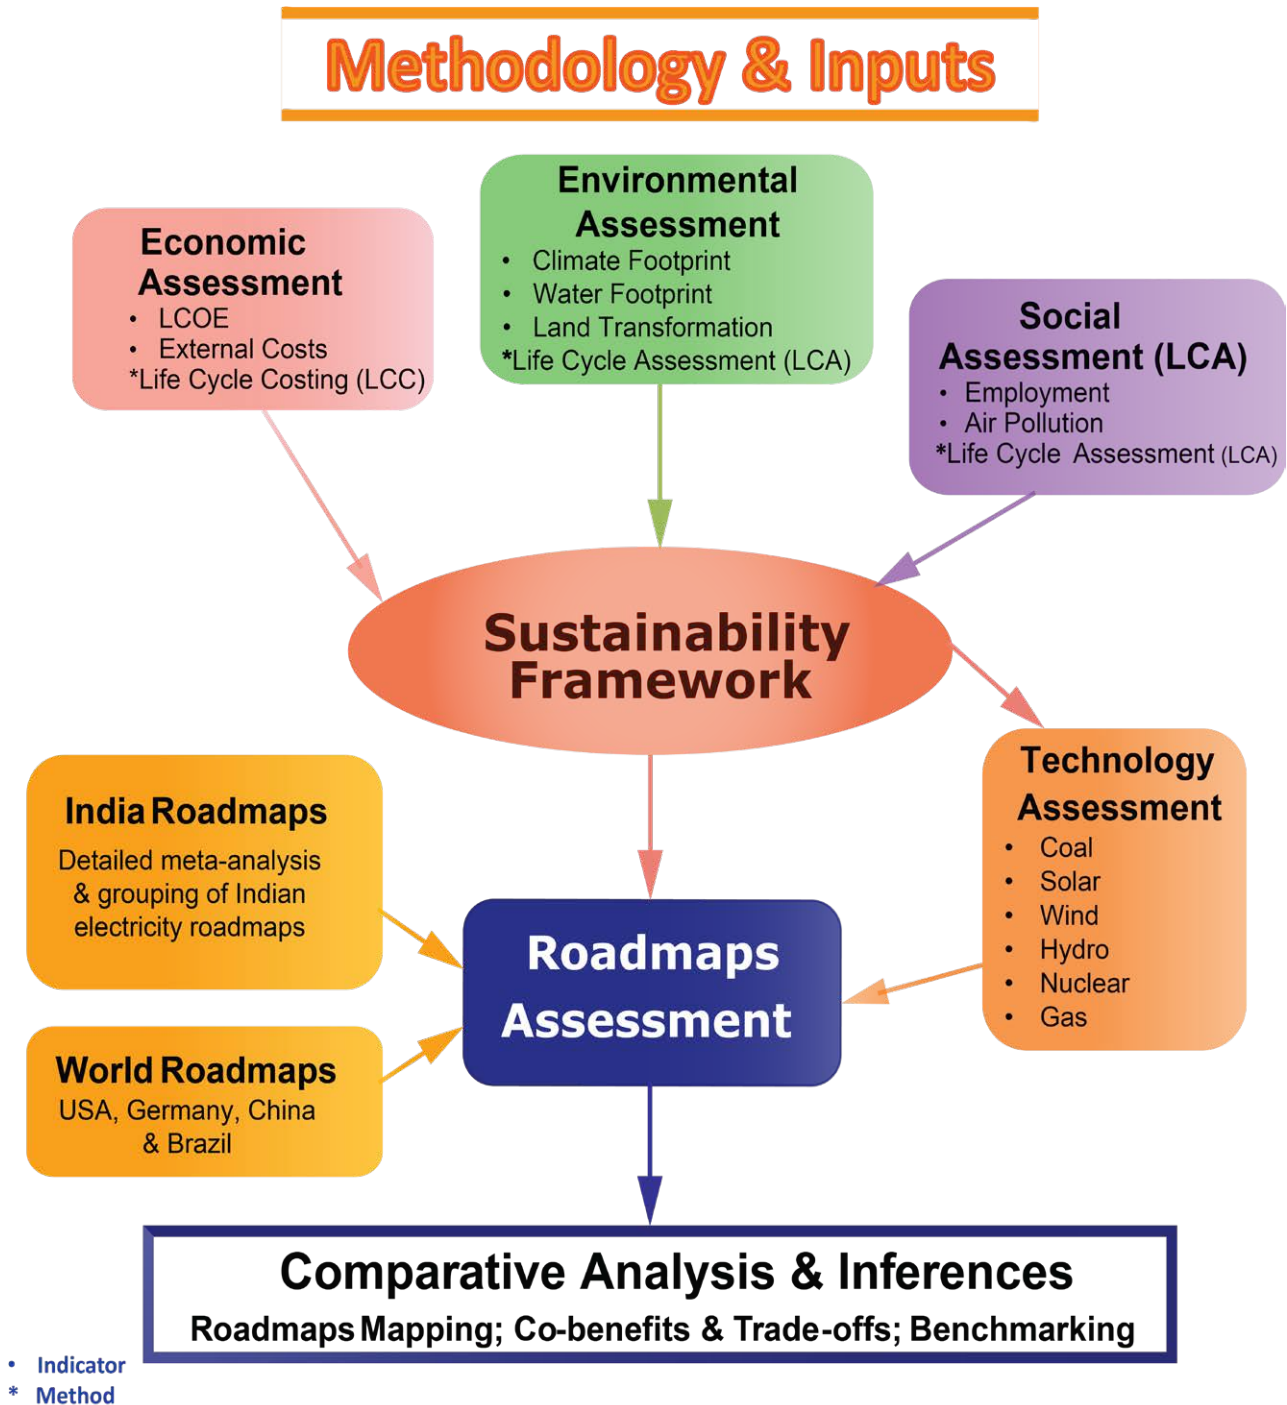 Methodology & Inputs
Economic
Assessment
• LCOE
• External Costs
*Life Cycle Costing (LCC)
Environmental
Assessment
• Climate Footprint
• Water Footprint
• Land Transformation
*Life Cycle Assessment (LCA)
Social
Assessment (LCA)
• Employment
• Air Pollution
*Life Cycle Assessment (LCA)
Sustainability
Framework
India Roadmaps
Detailed meta-analysis
& grouping of Indian
electricity roadmaps
Technology
Assessment
• Coal
• Solar
• Wind
• Hydro
• Nuclear
• Gas
Roadmaps
Assessment
World Roadmaps
USA, Germany, China
& Brazil
Comparative Analysis & Inferences
Roadmaps Mapping; Co-benefits & Trade-offs; Benchmarking
• Indicator
* Method